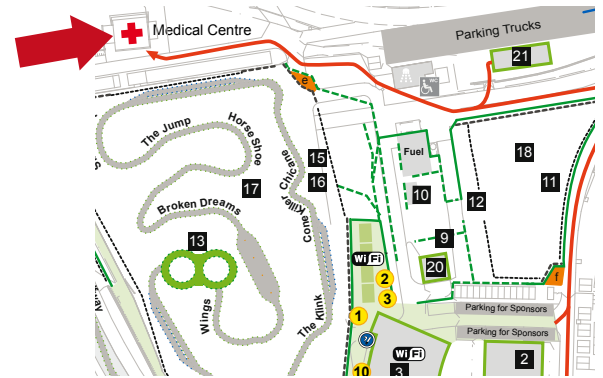 Medical Centre
Parking Trucks
21
WC
e
The Jump
Horse Shoe
Fuel
15
18
16
17
Cone Killer Chicane
10
11
12
Broken Dreams
13
9
WiFi
20
f
2
3
Wings
The Klink
1
Parking for Sponsors
Parking for Sponsors
WiFi
2
10
3